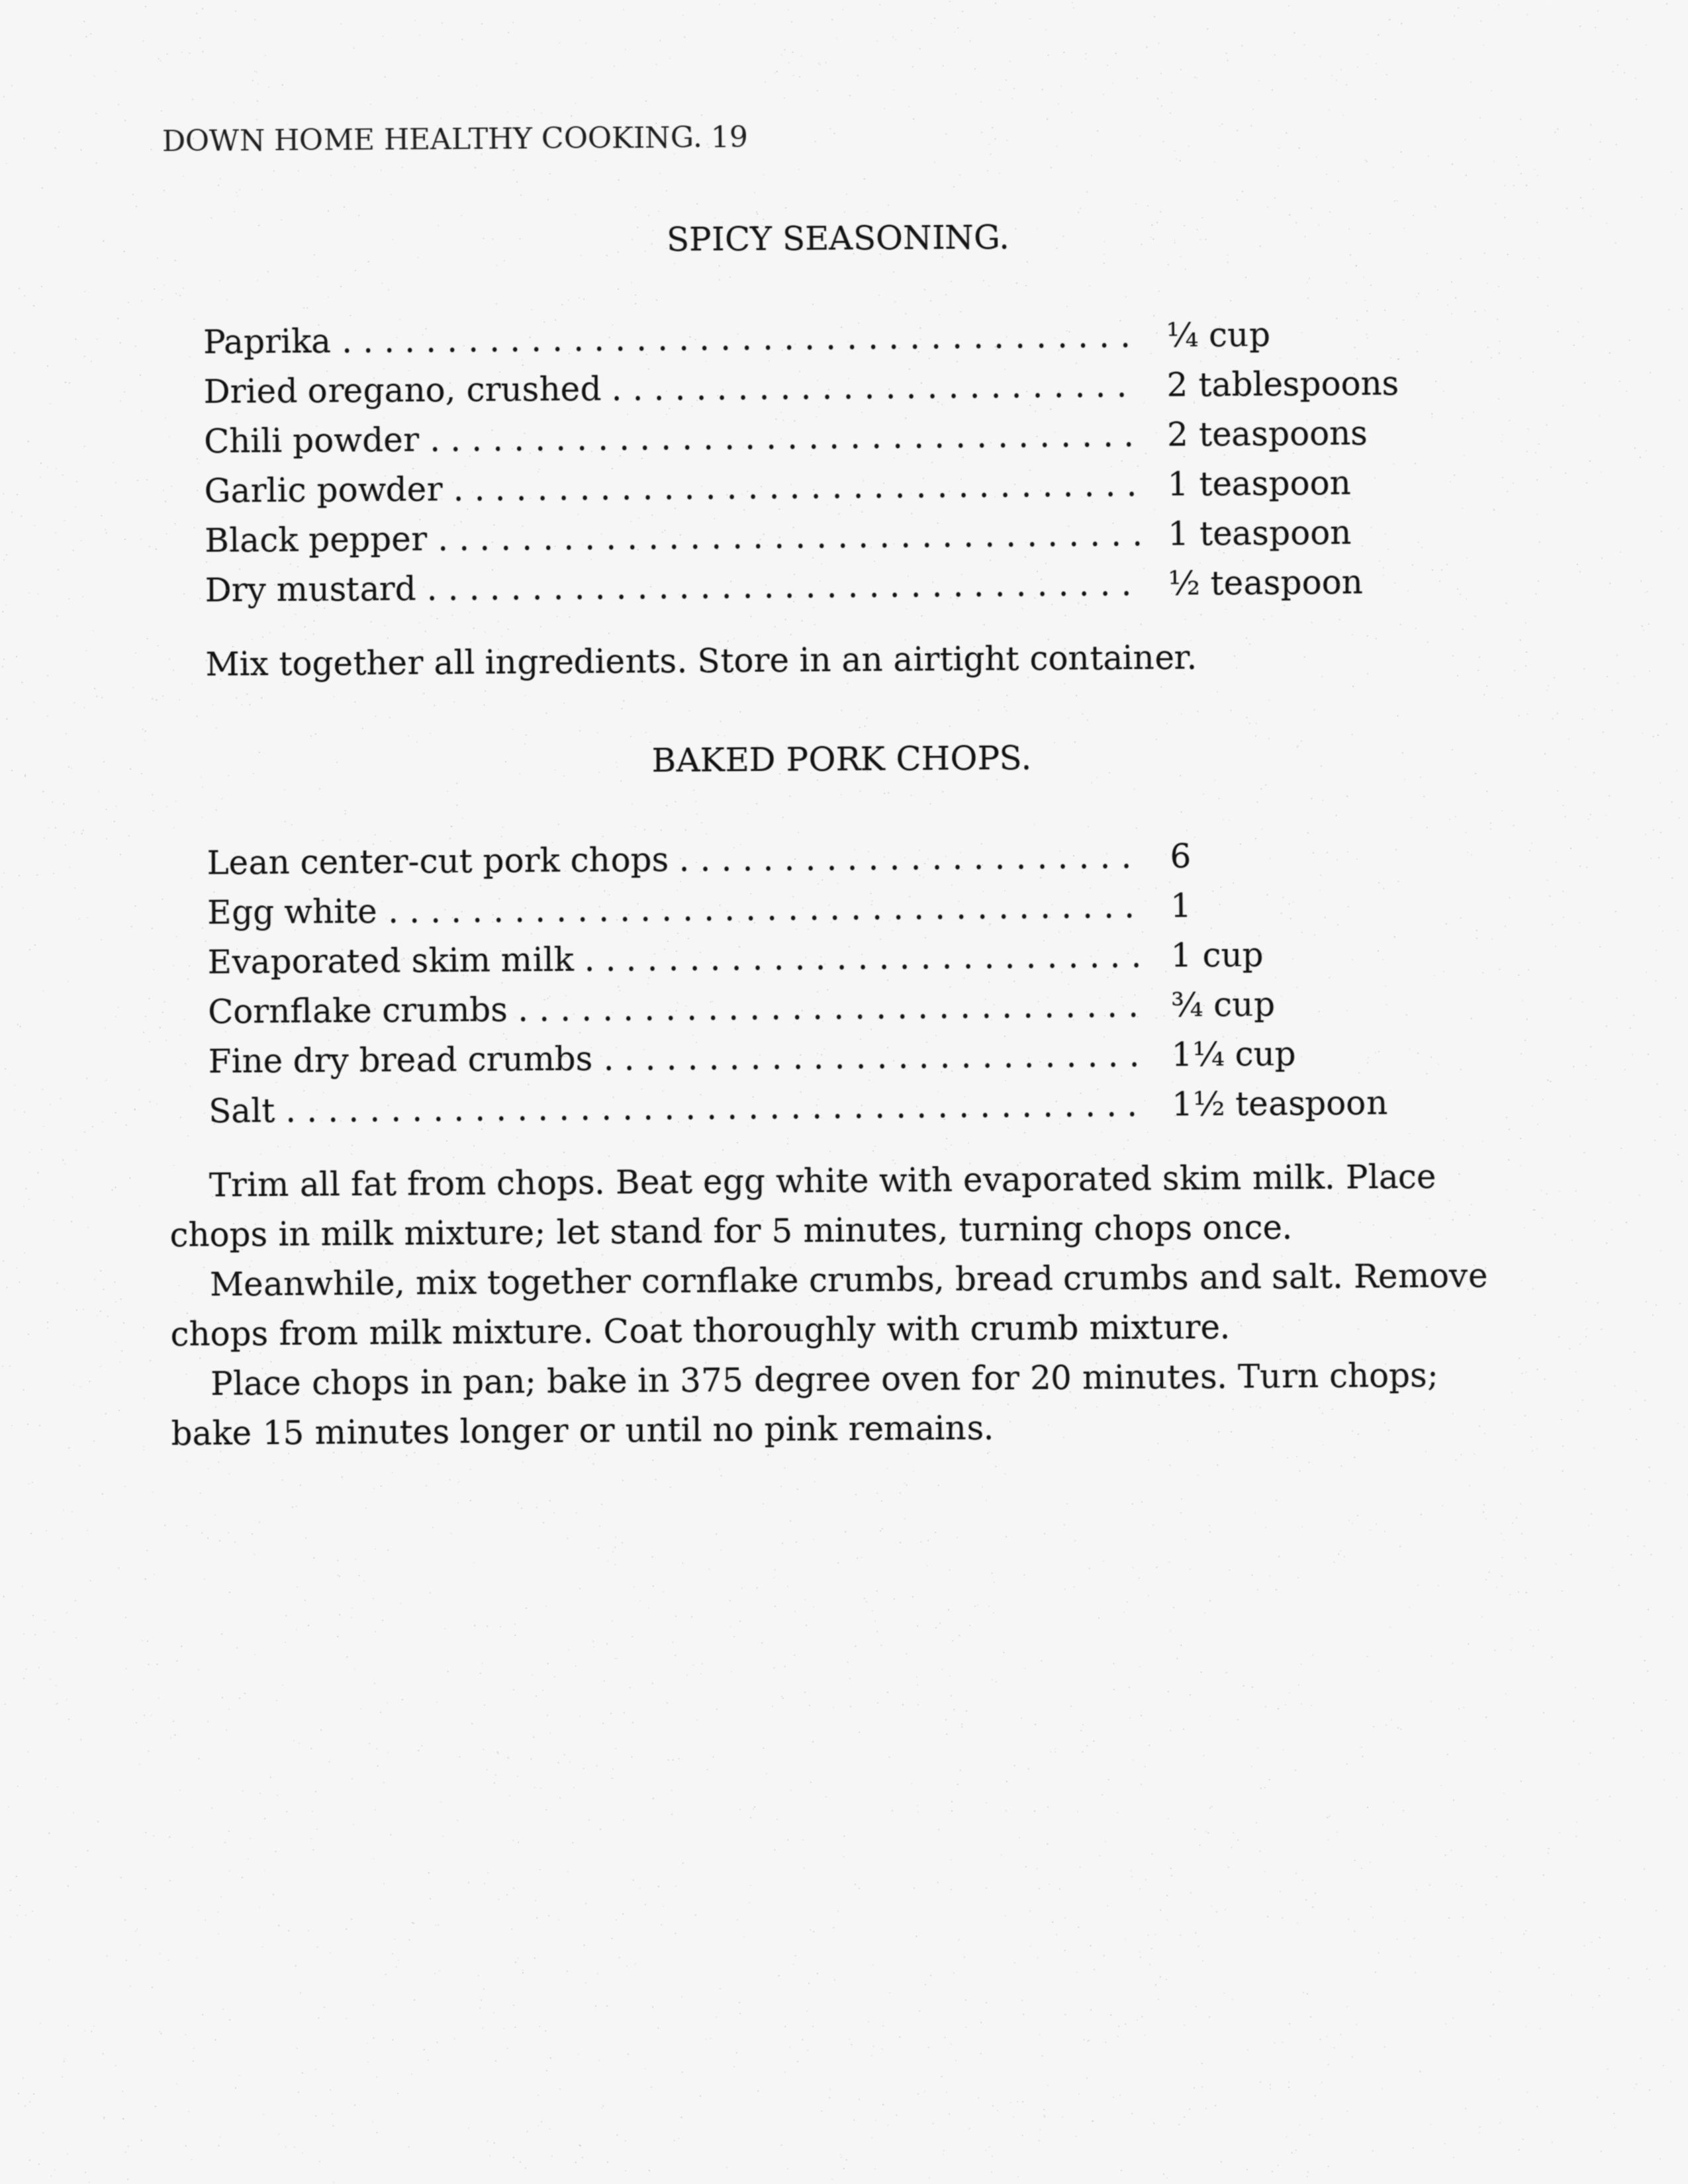 DOWN HOME HEALTHY COOKING. 19
SPICY SEASONING.
Paprika . . . . . . . . . . . . . . . . . . . . . . . . . . . . . . . . . . . . . . ¼ cup
Dried oregano, crushed . . . . . . . . . . . . . . . . . . . . . . . . . 2 tablespoons
Chili powder . . . . . . . . . . . . . . . . . . . . . . . . . . . . . . . . . . 2 teaspoons
Garlic powder . . . . . . . . . . . . . . . . . . . . . . . . . . . . . . . . . 1 teaspoon
Black pepper . . . . . . . . . . . . . . . . . . . . . . . . . . . . . . . . . . 1 teaspoon
Dry mustard . . . . . . . . . . . . . . . . . . . . . . . . . . . . . . . . . . ½ teaspoon
Mix together all ingredients. Store in an airtight container.
BAKED PORK CHOPS.
Lean center-cut pork chops . . . . . . . . . . . . . . . . . . . . . . 6
Egg white . . . . . . . . . . . . . . . . . . . . . . . . . . . . . . . . . . . . 1
Evaporated skim milk . . . . . . . . . . . . . . . . . . . . . . . . . . . 1 cup
Cornflake crumbs . . . . . . . . . . . . . . . . . . . . . . . . . . . . . . ¾ cup
Fine dry bread crumbs . . . . . . . . . . . . . . . . . . . . . . . . . . 1¼ cup
Salt . . . . . . . . . . . . . . . . . . . . . . . . . . . . . . . . . . . . . . . . . 1½ teaspoon
Trim all fat from chops. Beat egg white with evaporated skim milk. Place
chops in milk mixture; let stand for 5 minutes, turning chops once.
Meanwhile, mix together cornflake crumbs, bread crumbs and salt. Remove
chops from milk mixture. Coat thoroughly with crumb mixture.
Place chops in pan; bake in 375 degree oven for 20 minutes. Turn chops;
bake 15 minutes longer or until no pink remains.